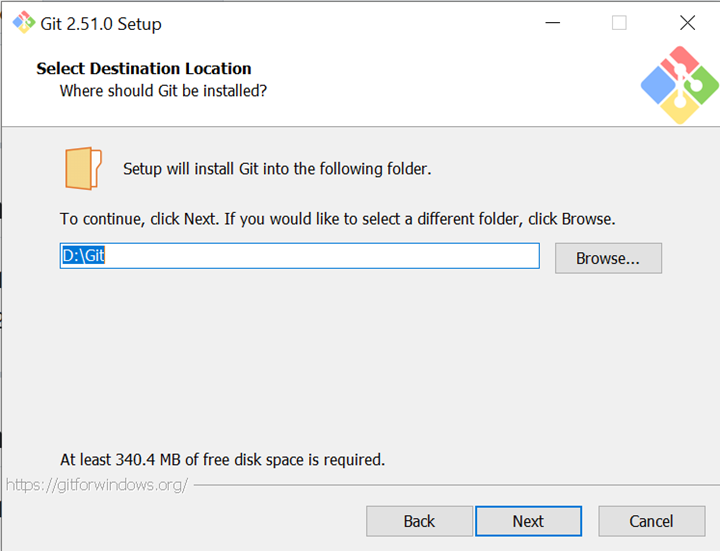 Git 2.51.0 Setup
Select Destination Location
Where should Git be installed?
Setup will install Git into the following folder.
To continue, click Next. If you would like to select a different folder, click Browse.
D:\Git
Browse...
At least 340.4 MB of free disk space is required.
https://gitforwindows.org/
Back
Next
Cancel